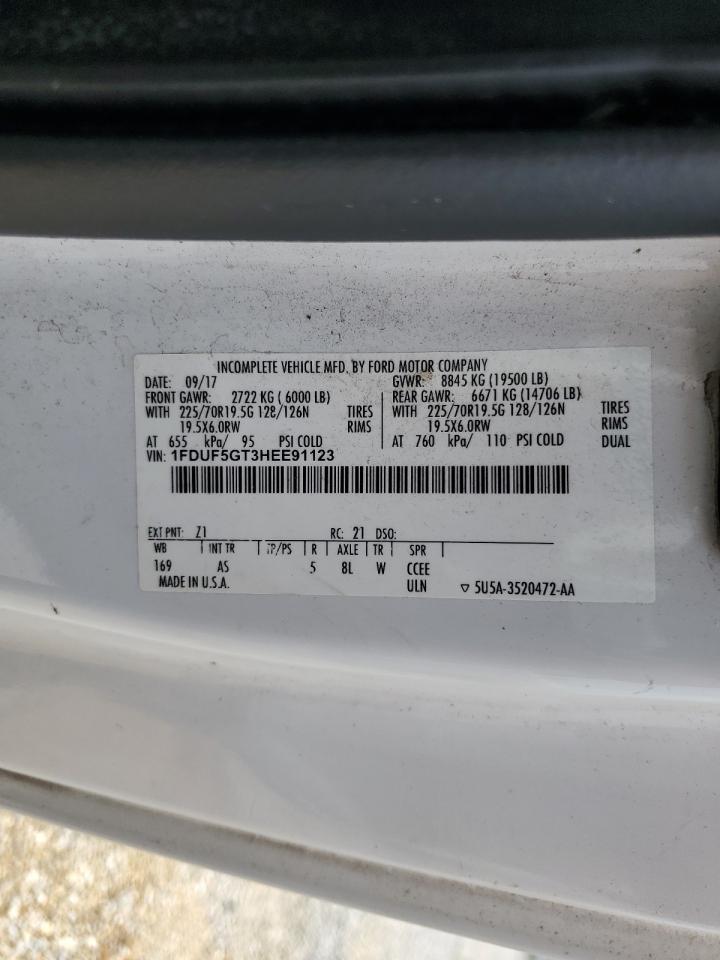 INCOMPLETE VEHICLE MFD. BY FORD MOTOR COMPANY
DATE: 09/17 GVWR: 8845 KG (19500 LB)
FRONT GAWR: 2722 KG ( 6000 LB) REAR GAWR: 6671 KG (14706 LB)
WITH 225/70R19.5G 128/126N TIRES WITH 225/70R19.5G 128/126N TIRES
19.5X6.0RW RIMS 19.5X6.0RW RIMS
AT 655 kPa/ 95 PSI COLD AT 760 kPa/ 110 PSI COLD DUAL
VIN: 1FDUF5GT3HEE91123
EXT PNT: Z1 RC: 21 DSO:
WB | INT TR | TP/PS | R | AXLE | TR | SPR |
169 AS 5 8L W CCEE
MADE IN U.S.A. ULN ▽ 5U5A-3520472-AA